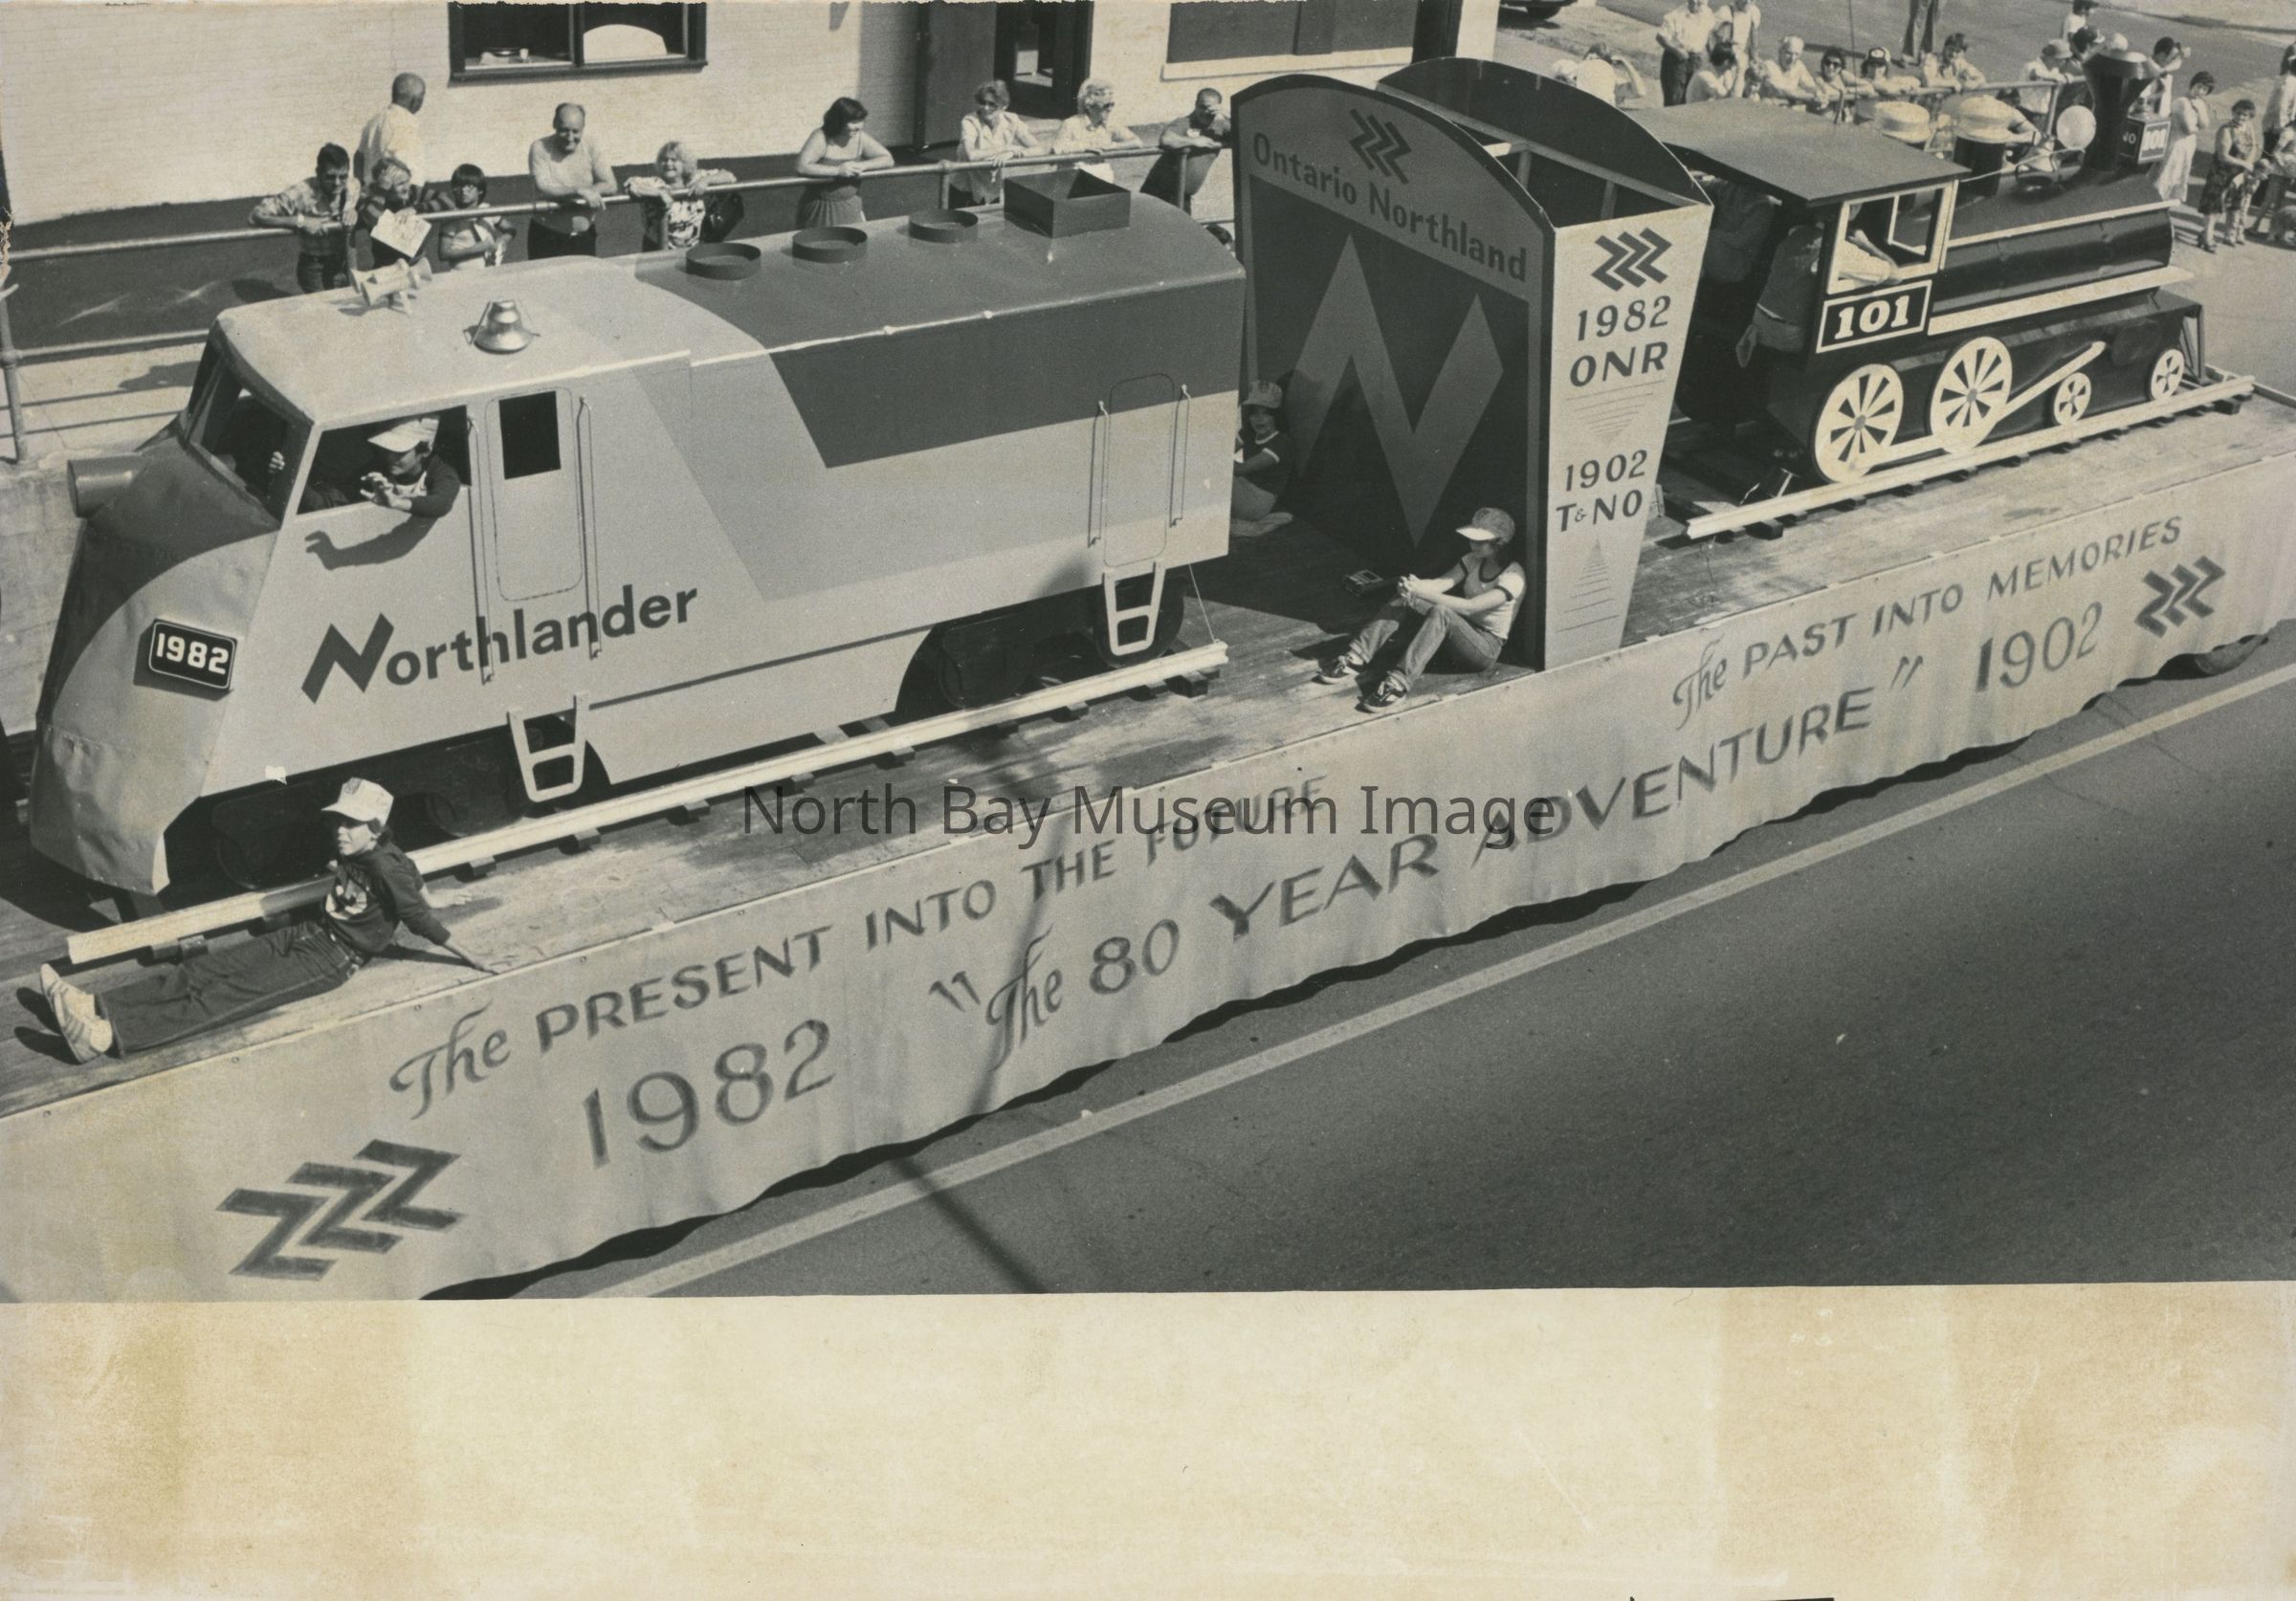 Ontario Northland
1982
ONR
1902
T&NO
101
NO
Northlander
1982
The PAST INTO MEMORIES
1902
The PRESENT INTO THE FUTURE
1982
"The 80 YEAR ADVENTURE"
North Bay Museum Image